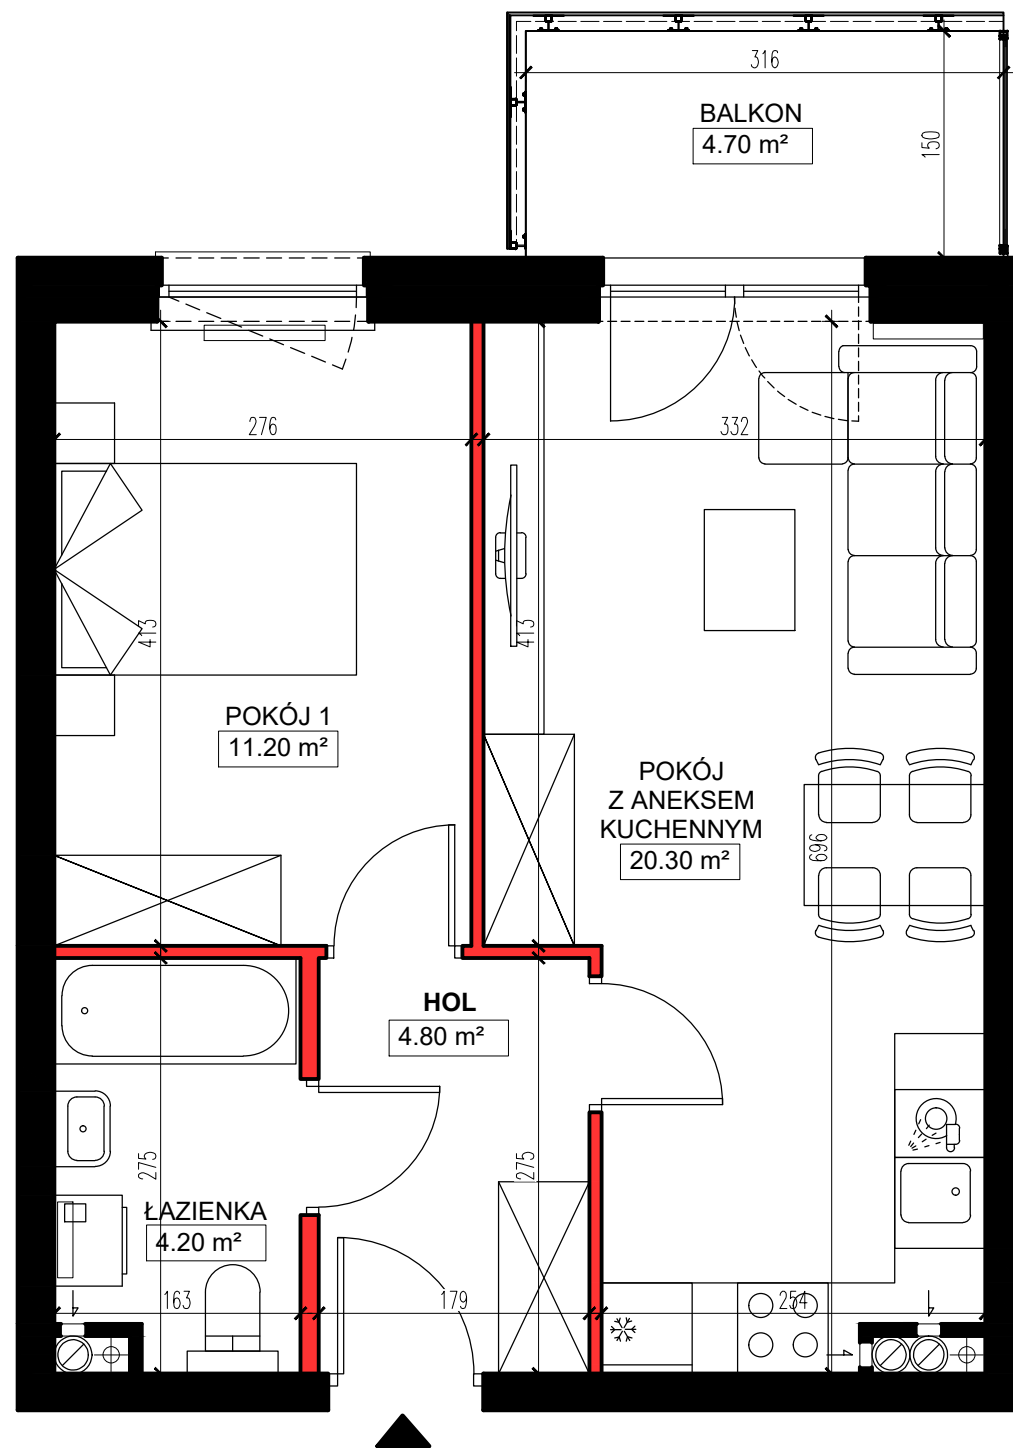 316
BALKON
4.70 m²
150
276
332
413
413
POKÓJ 1
11.20 m²
POKÓJ
Z ANEKSEM
KUCHENNYM
20.30 m²
696
HOL
4.80 m²
275
275
ŁAZIENKA
4.20 m²
163
179
254